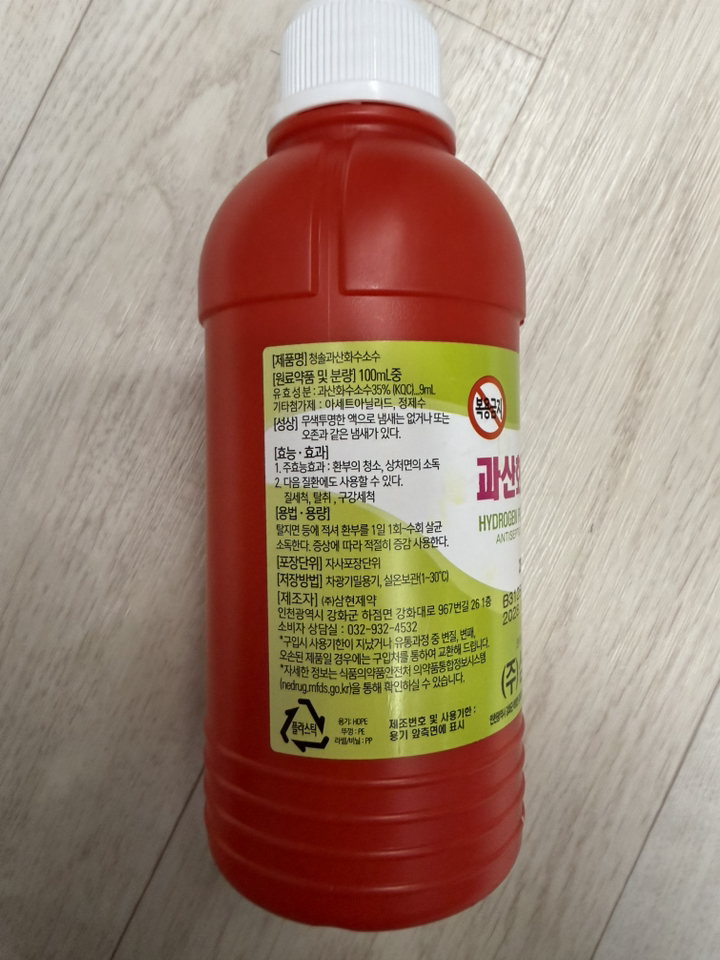 [제품명] 청솔과산화수소수
[원료약품 및 분량] 100mL중
유효성분 : 과산화수소수35% (KQC)...9mL
기타첨가제 : 아세트아닐리드, 정제수
[성상] 무색투명한 액으로 냄새는 없거나 또는
오존과 같은 냄새가 있다.
[효능·효과]
1. 주효능효과 : 환부의 청소, 상처면의 소독
2. 다음 질환에도 사용할 수 있다.
질세척, 탈취, 구강세척
[용법·용량]
탈지면 등에 적셔 환부를 1일 1회~수회 살균
소독한다. 증상에 따라 적절히 증감 사용한다.
[포장단위] 자사포장단위
[저장방법] 차광기밀용기, 실온보관(1~30℃)
[제조자] (주)삼현제약
인천광역시 강화군 하점면 강화대로 967번길 26 1층
소비자 상담실 : 032-932-4532
*구입시 사용기한이 지났거나 유통과정 중 변질, 변패,
오손된 제품일 경우에는 구입처를 통하여 교환해 드립니다.
*자세한 정보는 식품의약품안전처 의약품통합정보시스템
(nedrug.mfds.go.kr)을 통해 확인하실 수 있습니다.
플라스틱
용기: HDPE
뚜껑 : PE
라벨/비닐 : PP
제조번호 및 사용기한 :
용기 앞측면에 표시
복용금지
과산
HYDROGEN
ANTISEP
(주)